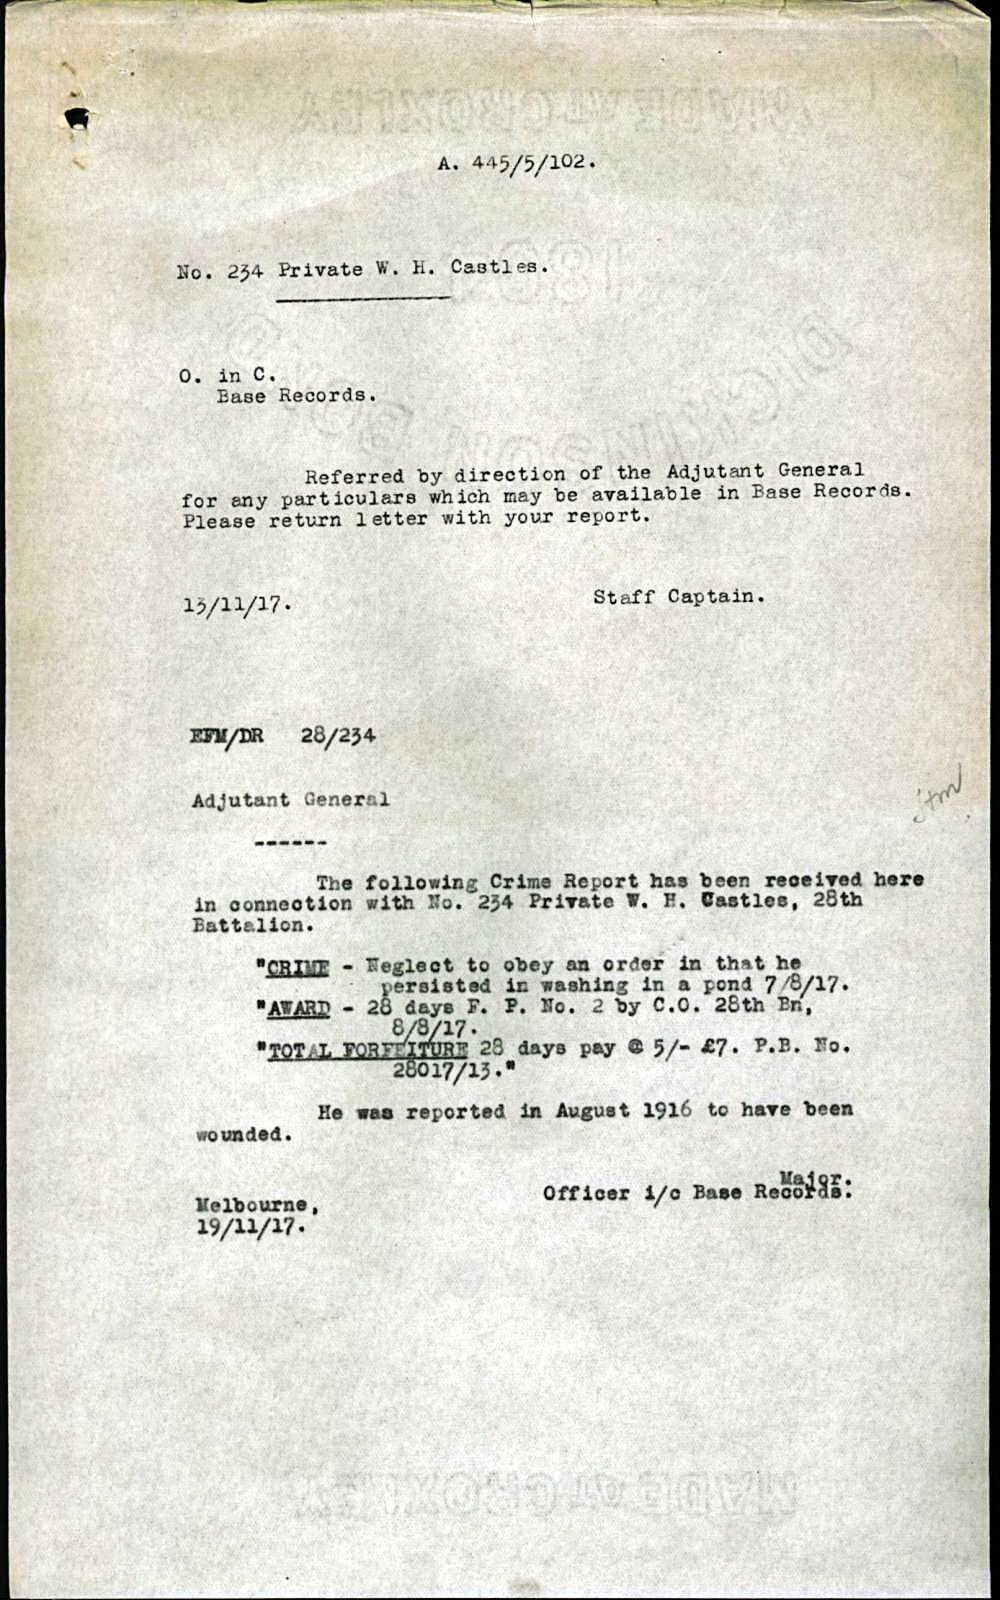 A. 445/5/102.
No. 234 Private W. H. Castles.
O. in C.
Base Records.
Referred by direction of the Adjutant General
for any particulars which may be available in Base Records.
Please return letter with your report.
13/11/17.
Staff Captain.
EFM/DR 28/234
Adjutant General
------
The following Crime Report has been received here
in connection with No. 234 Private W. H. Castles, 28th
Battalion.
"CRIME - Neglect to obey an order in that he
persisted in washing in a pond 7/8/17.
"AWARD - 28 days F. P. No. 2 by C.O. 28th Bn,
8/8/17.
"TOTAL FORFEITURE 28 days pay @ 5/- £7. P.B. No.
28017/13."
He was reported in August 1916 to have been
wounded.
Major.
Officer i/c Base Records.
Melbourne,
19/11/17.